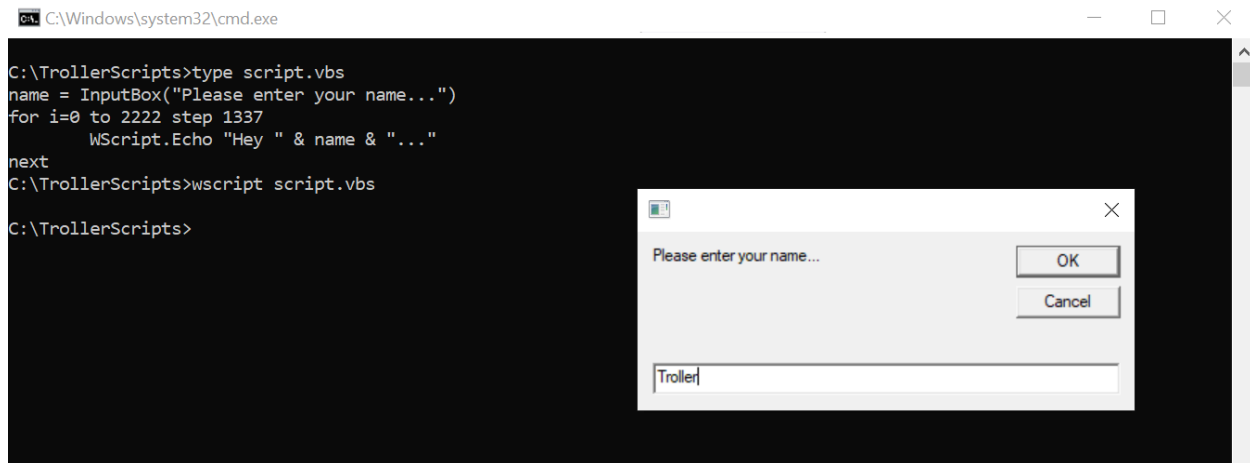 C:\Windows\system32\cmd.exe
C:\TrollerScripts>type script.vbs
name = InputBox("Please enter your name...")
for i=0 to 2222 step 1337
        WScript.Echo "Hey " & name & "..."
next
C:\TrollerScripts>wscript script.vbs
C:\TrollerScripts>
Please enter your name...
OK
Cancel
Troller